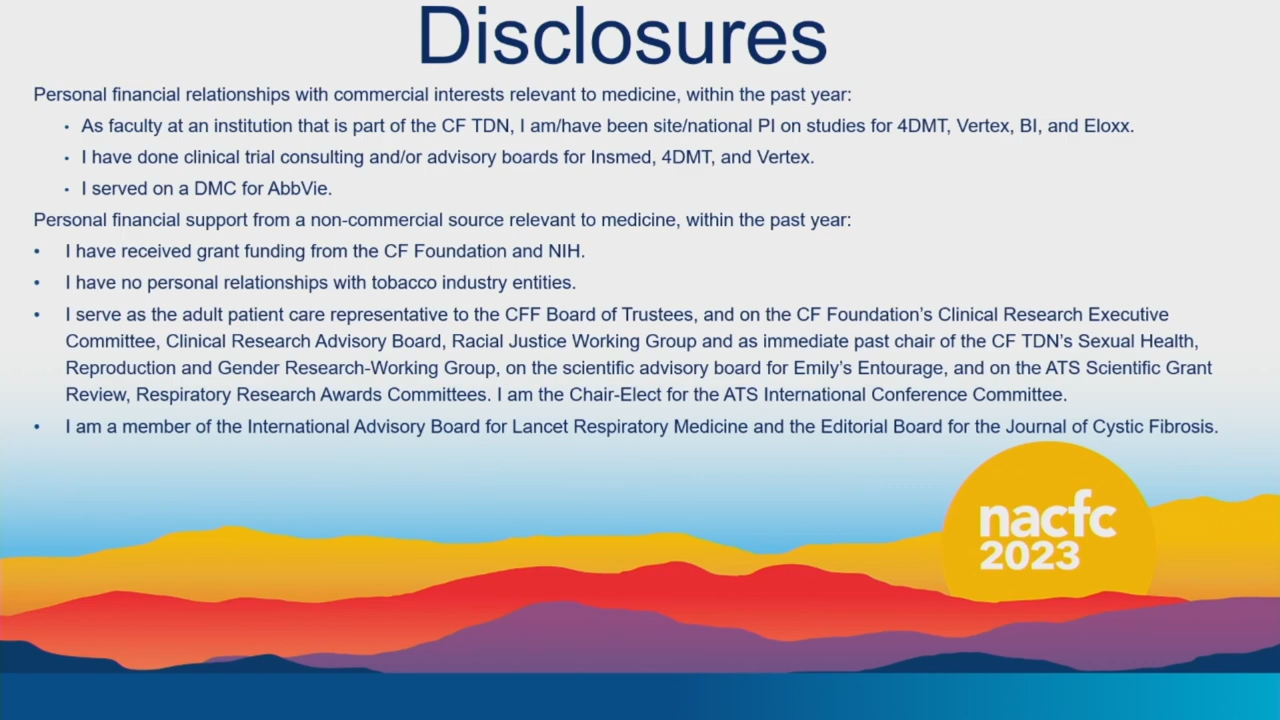 Disclosures
Personal financial relationships with commercial interests relevant to medicine, within the past year:
• As faculty at an institution that is part of the CF TDN, I am/have been site/national PI on studies for 4DMT, Vertex, BI, and Eloxx.
• I have done clinical trial consulting and/or advisory boards for Insmed, 4DMT, and Vertex.
• I served on a DMC for AbbVie.
Personal financial support from a non-commercial source relevant to medicine, within the past year:
• I have received grant funding from the CF Foundation and NIH.
• I have no personal relationships with tobacco industry entities.
• I serve as the adult patient care representative to the CFF Board of Trustees, and on the CF Foundation’s Clinical Research Executive
Committee, Clinical Research Advisory Board, Racial Justice Working Group and as immediate past chair of the CF TDN’s Sexual Health,
Reproduction and Gender Research-Working Group, on the scientific advisory board for Emily’s Entourage, and on the ATS Scientific Grant
Review, Respiratory Research Awards Committees. I am the Chair-Elect for the ATS International Conference Committee.
• I am a member of the International Advisory Board for Lancet Respiratory Medicine and the Editorial Board for the Journal of Cystic Fibrosis.
nacfc
2023